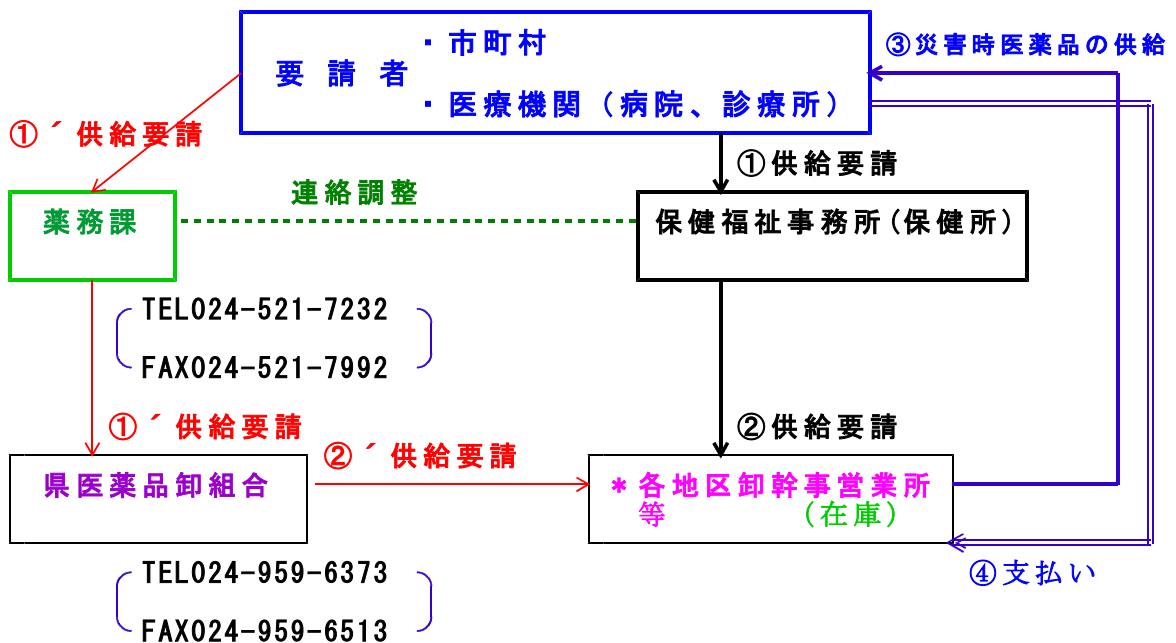 ・市町村
③災害時医薬品の供給
要請者
・医療機関（病院、診療所）
①´供給要請
①供給要請
連絡調整
薬務課
保健福祉事務所(保健所)
TEL024-521-7232
FAX024-521-7992
①´供給要請
②供給要請
②´供給要請
県医薬品卸組合
＊各地区卸幹事営業所
等 (在庫)
④支払い
TEL024-959-6373
FAX024-959-6513